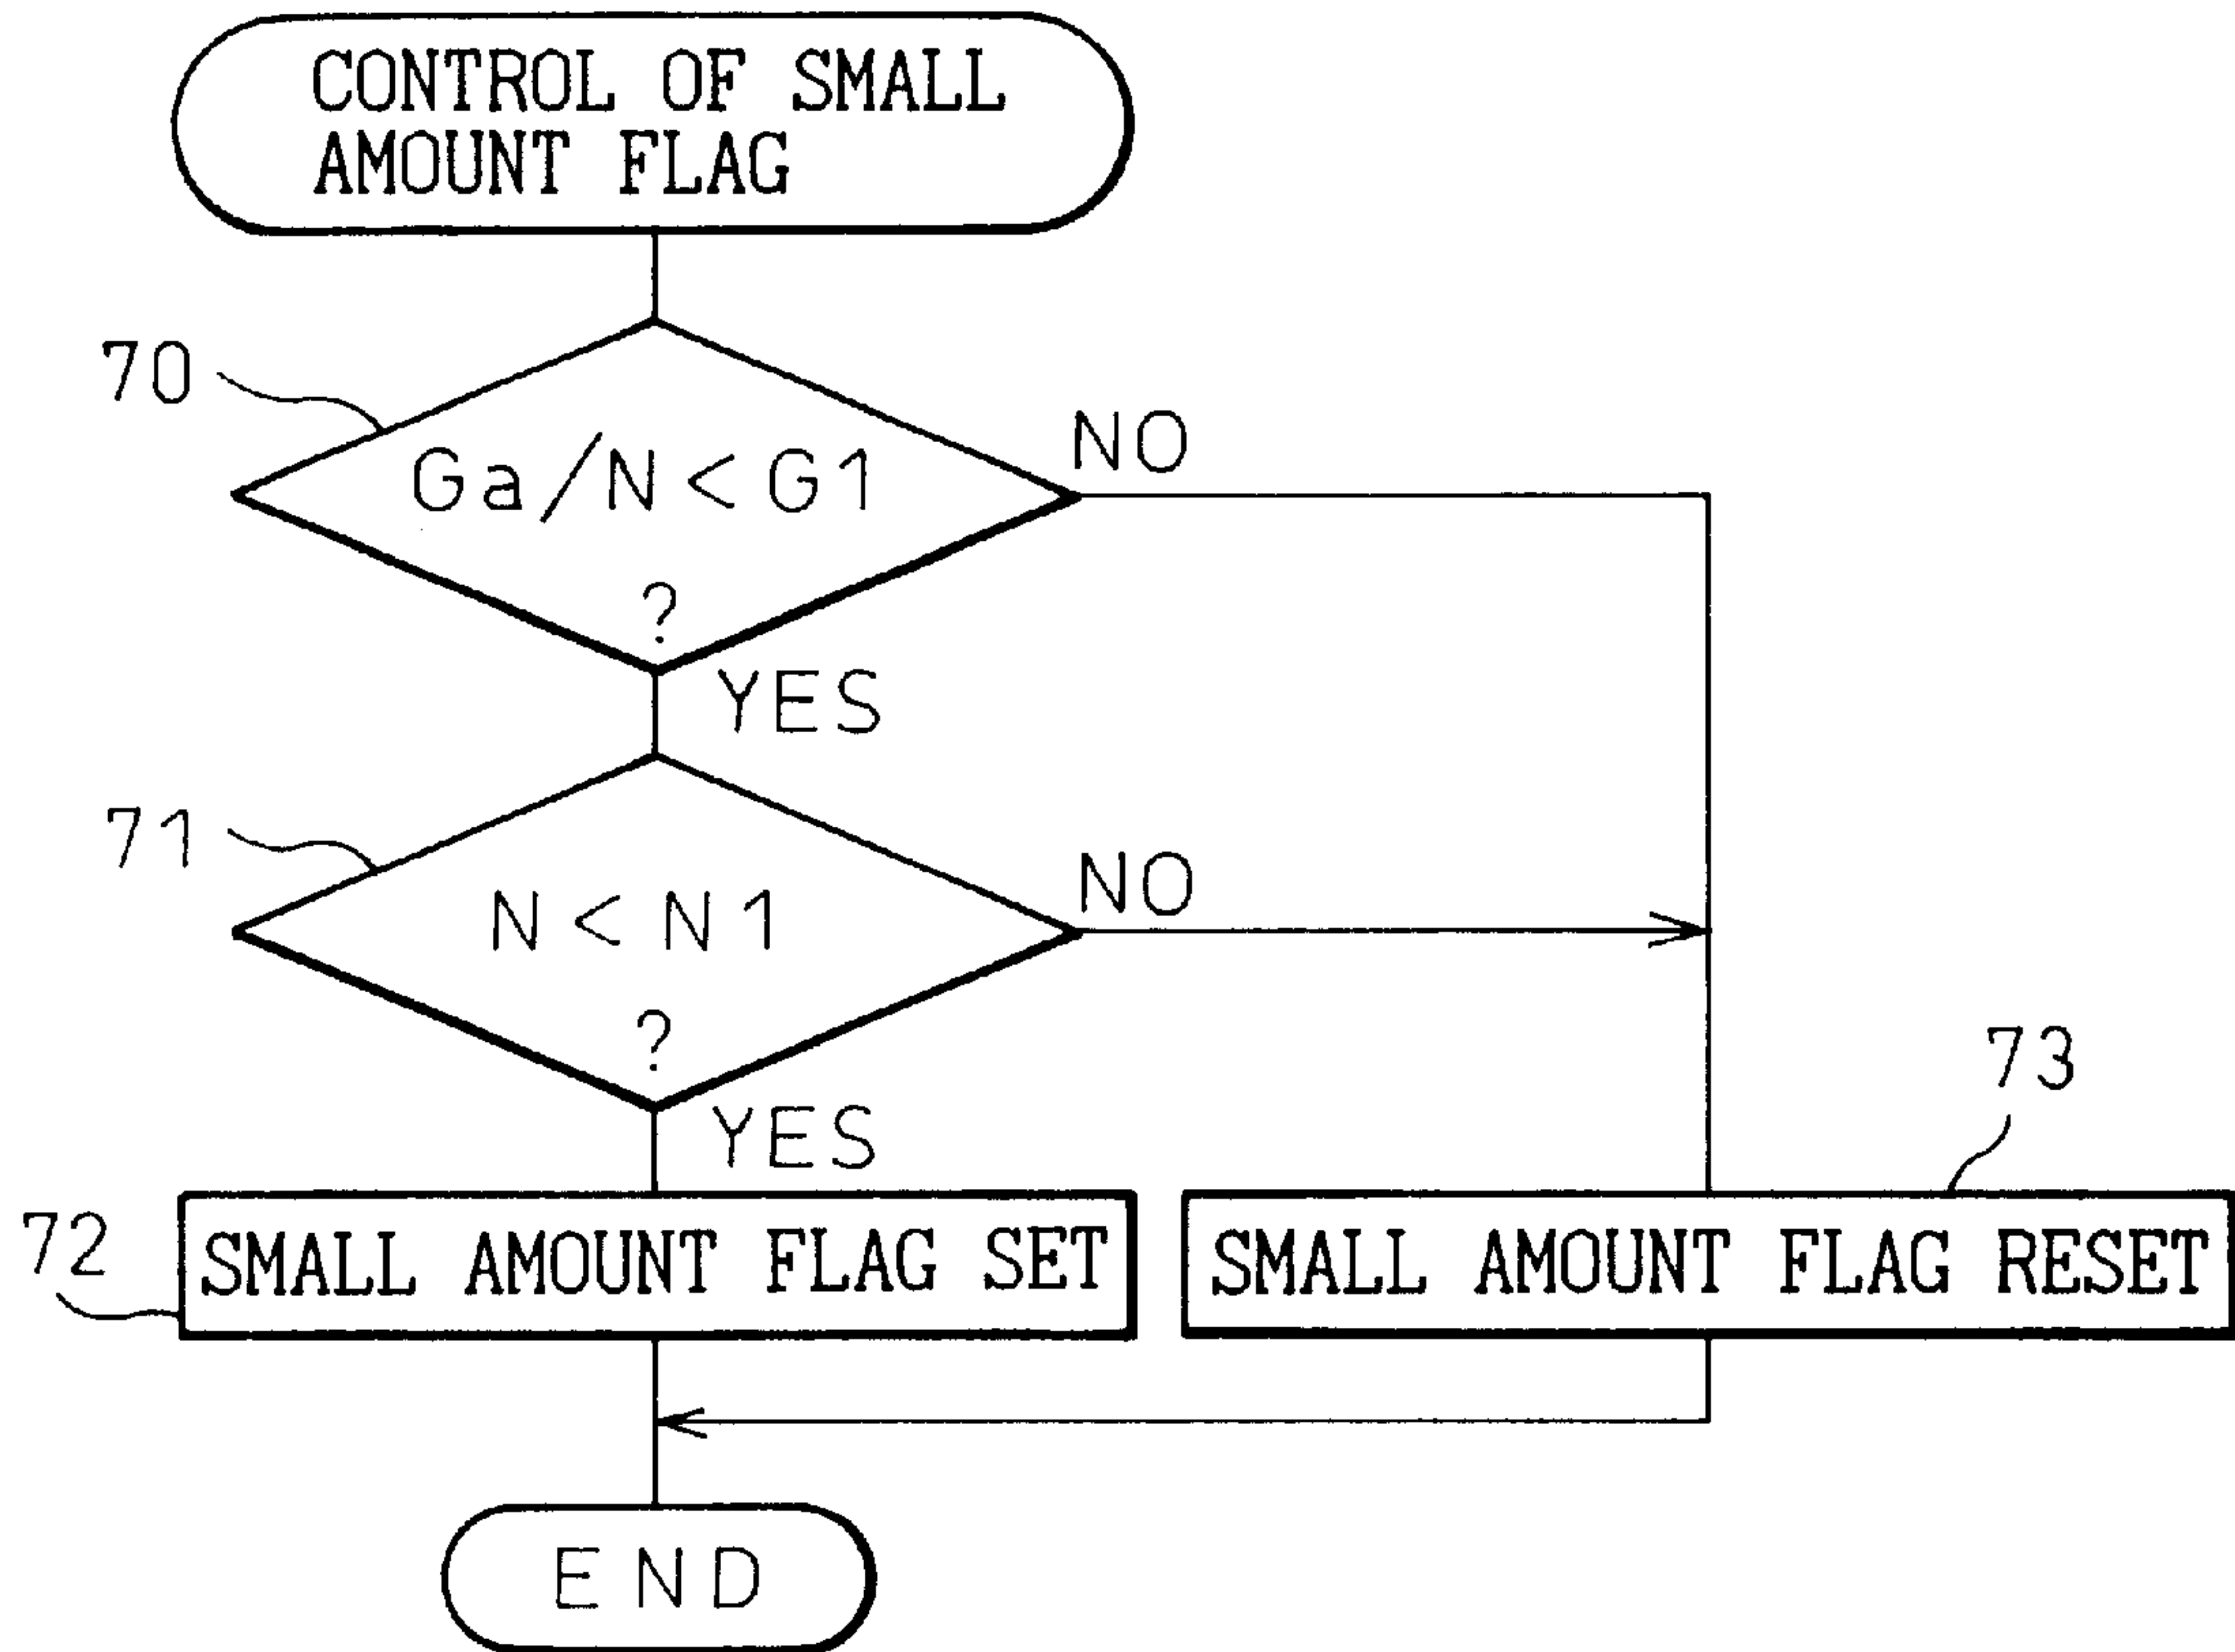 CONTROL OF SMALL
AMOUNT FLAG
70
Ga/N<G1
?
NO
YES
71
N<N1
?
NO
YES
73
72
SMALL AMOUNT FLAG SET
SMALL AMOUNT FLAG RESET
END